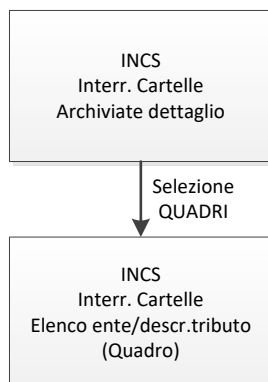 INCS
Interr. Cartelle
Archiviate dettaglio
Selezione
QUADRI
INCS
Interr. Cartelle
Elenco ente/descr.tributo
(Quadro)